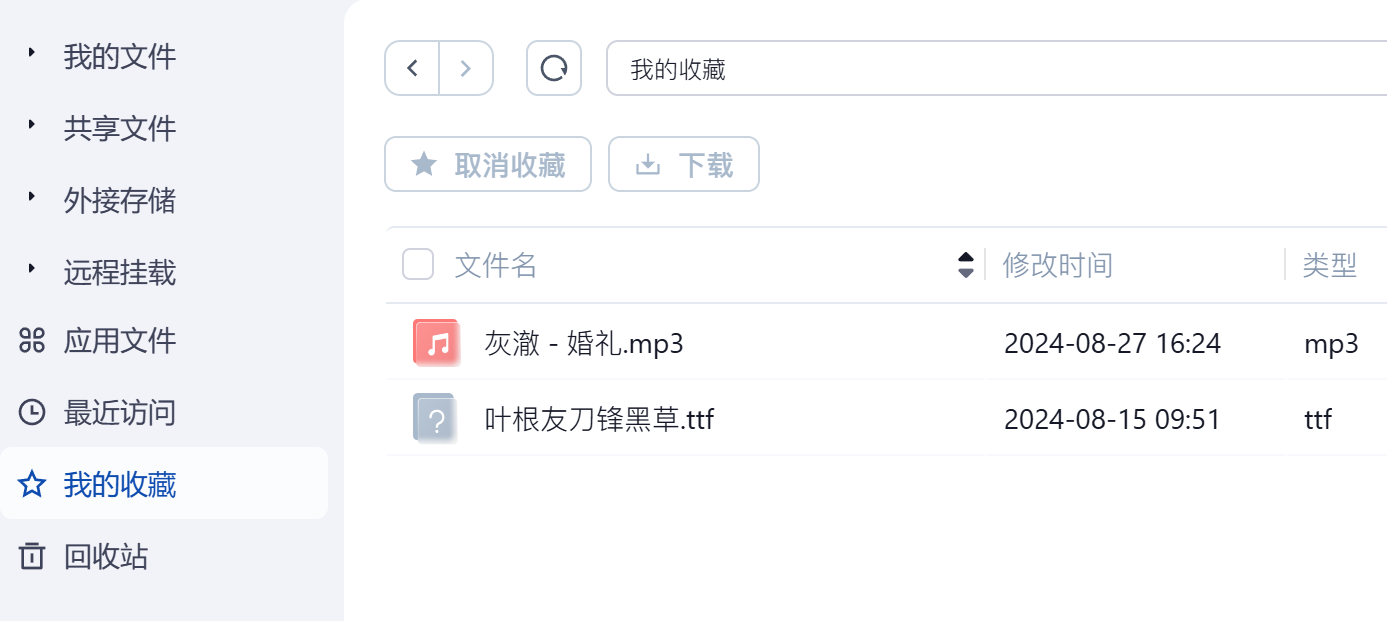 我的文件
共享文件
外接存储
远程挂载
应用文件
最近访问
我的收藏
回收站
我的收藏
取消收藏 下载
文件名 修改时间 类型
灰澈 - 婚礼.mp3 2024-08-27 16:24 mp3
叶根友刀锋黑草.ttf 2024-08-15 09:51 ttf